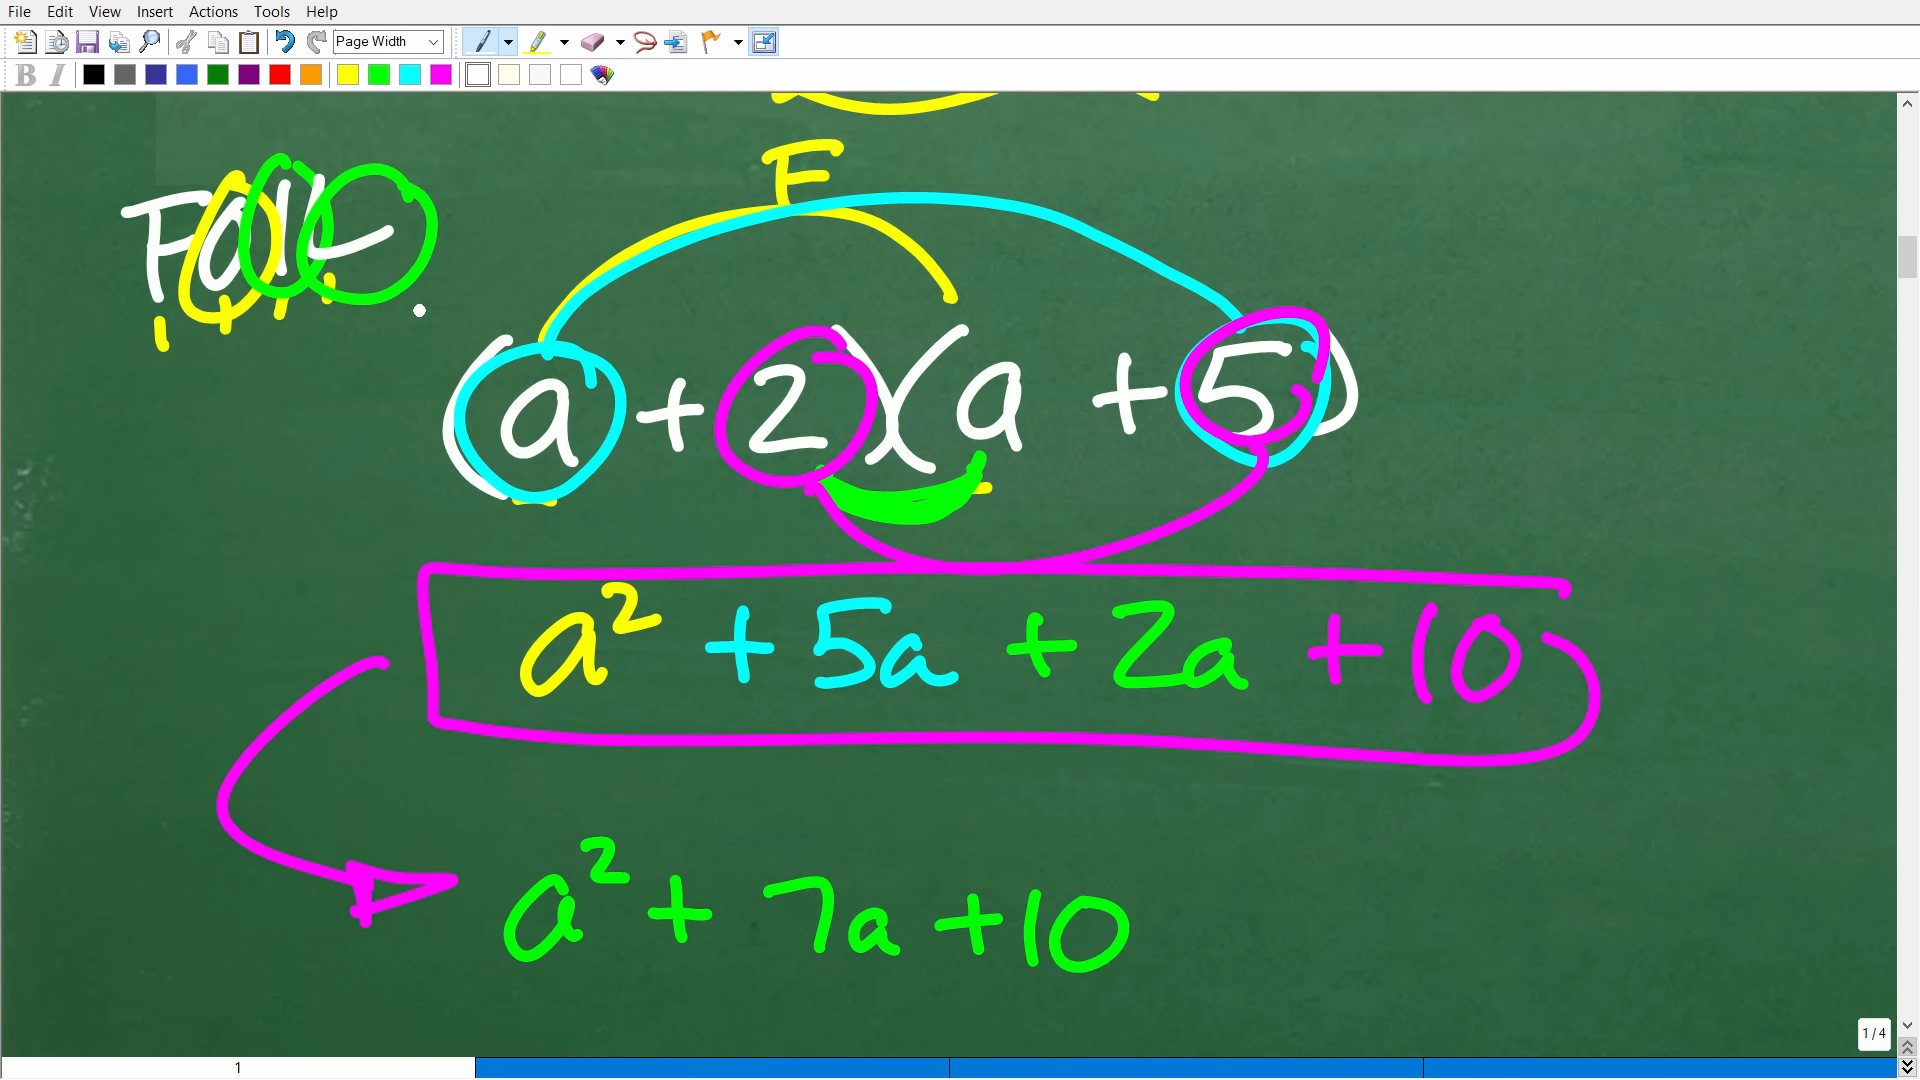 File Edit View Insert Actions Tools Help
Page Width
B I
F
FOIL
(a + 2)(a + 5)
a² + 5a + 2a + 10
a² + 7a + 10
1 / 4
1